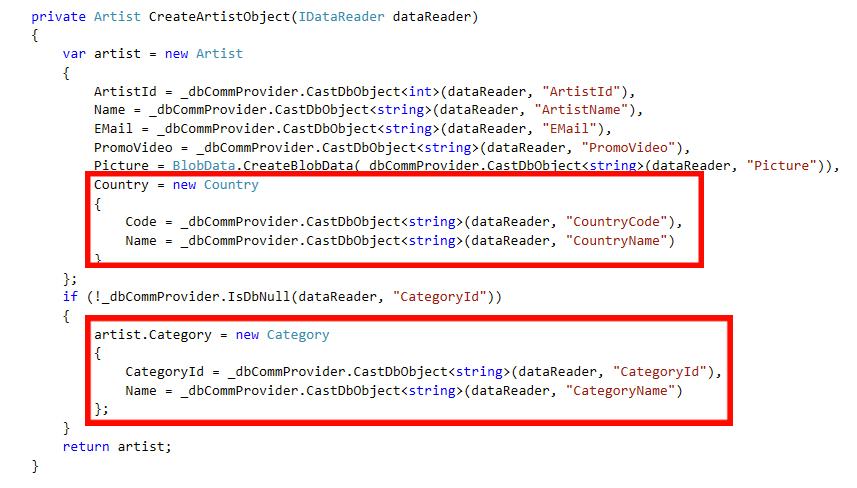 private Artist CreateArtistObject(IDataReader dataReader)
{
var artist = new Artist
{
ArtistId = _dbCommProvider.CastDbObject<int>(dataReader, "ArtistId"),
Name = _dbCommProvider.CastDbObject<string>(dataReader, "ArtistName"),
EMail = _dbCommProvider.CastDbObject<string>(dataReader, "EMail"),
PromoVideo = _dbCommProvider.CastDbObject<string>(dataReader, "PromoVideo"),
Picture = BlobData.CreateBlobData(_dbCommProvider.CastDbObject<string>(dataReader, "Picture")),
Country = new Country
{
Code = _dbCommProvider.CastDbObject<string>(dataReader, "CountryCode"),
Name = _dbCommProvider.CastDbObject<string>(dataReader, "CountryName")
}
};
if (!_dbCommProvider.IsDbNull(dataReader, "CategoryId"))
{
artist.Category = new Category
{
CategoryId = _dbCommProvider.CastDbObject<string>(dataReader, "CategoryId"),
Name = _dbCommProvider.CastDbObject<string>(dataReader, "CategoryName")
};
}
return artist;
}